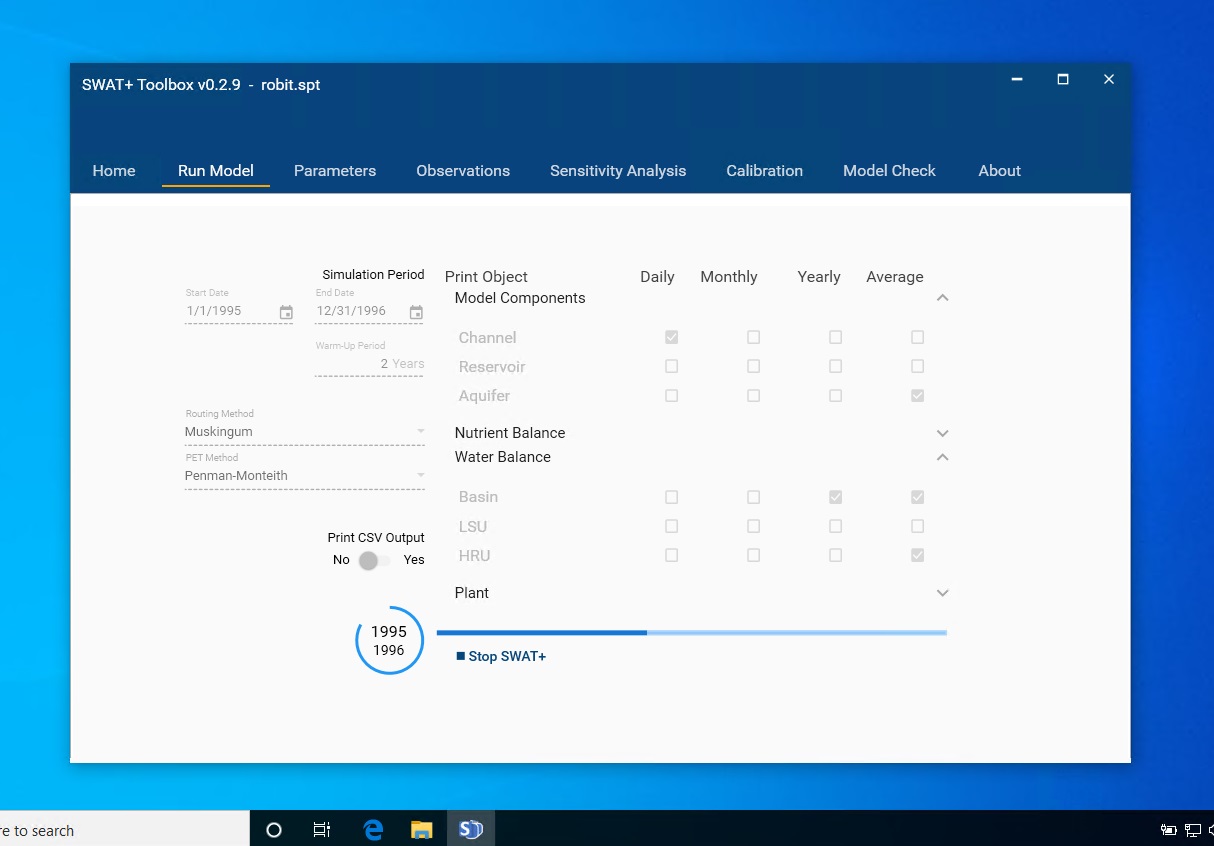 SWAT+ Toolbox v0.2.9 - robit.spt
Home Run Model Parameters Observations Sensitivity Analysis Calibration Model Check About
Simulation Period
Start Date End Date
1/1/1995 12/31/1996
Warm-Up Period
2 Years
Routing Method
Muskingum
PET Method
Penman-Monteith
Print CSV Output
No Yes
Print Object Daily Monthly Yearly Average
Model Components
Channel
Reservoir
Aquifer
Nutrient Balance
Water Balance
Basin
LSU
HRU
Plant
1995
1996
Stop SWAT+
re to search